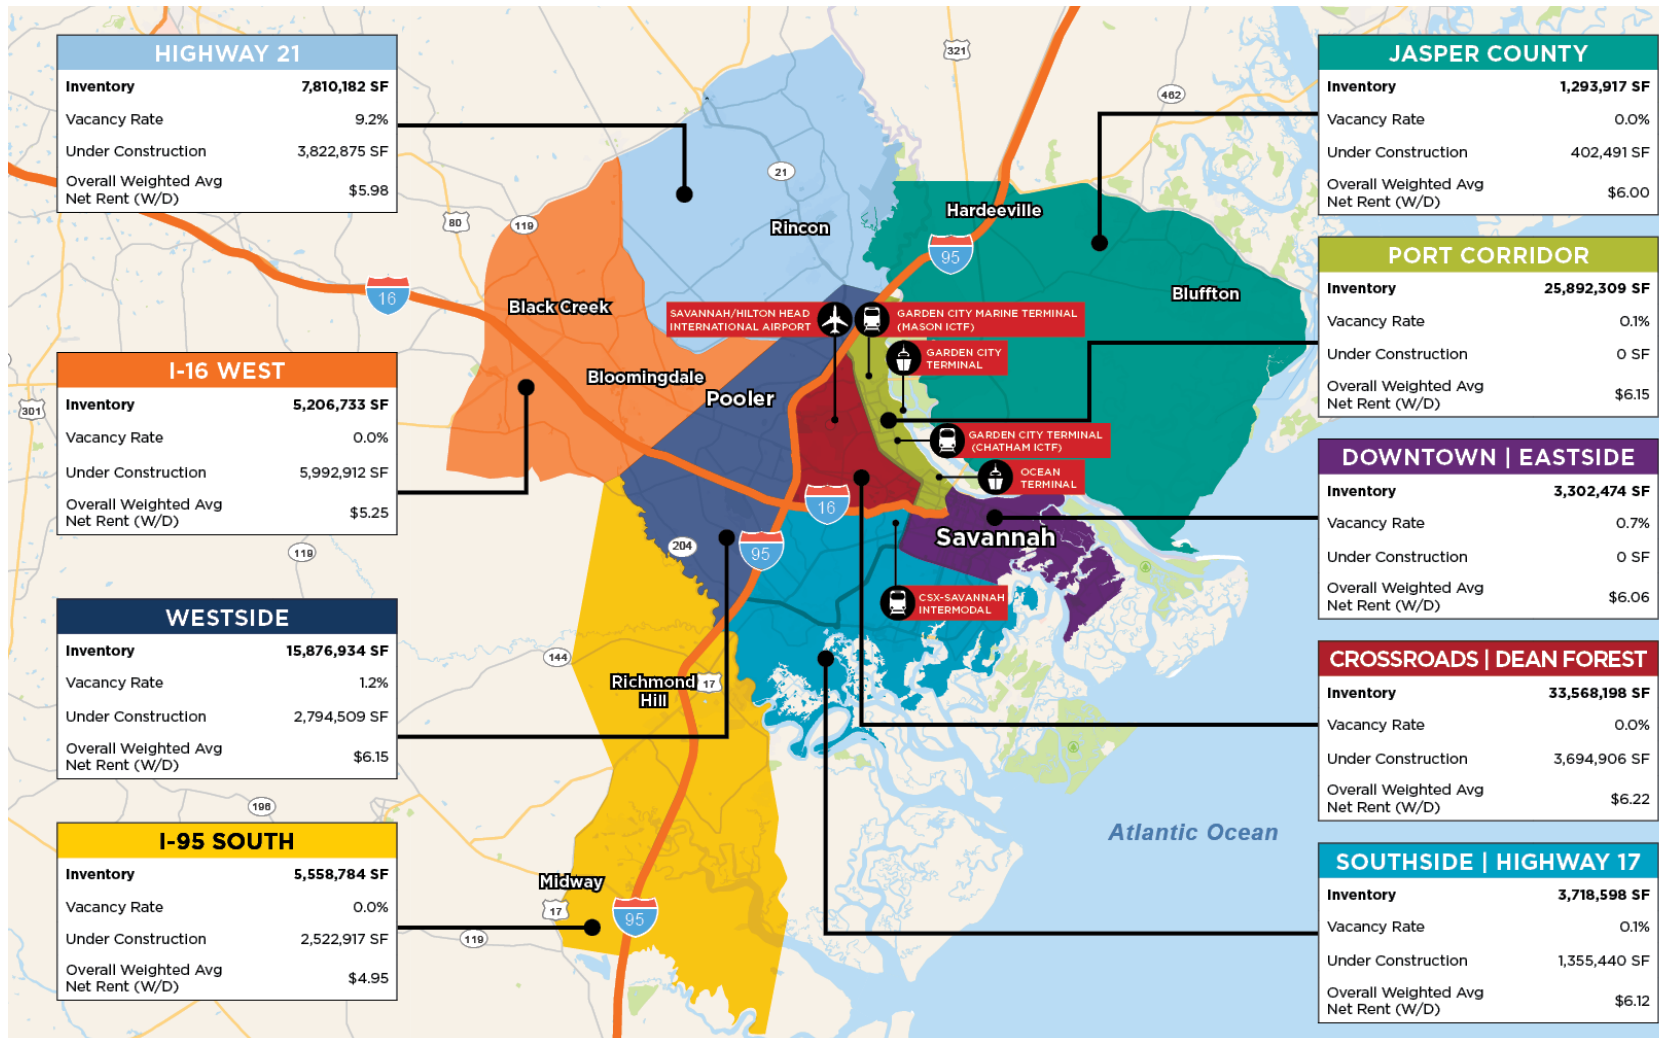 HIGHWAY 21
Inventory 7,810,182 SF
Vacancy Rate 9.2%
Under Construction 3,822,875 SF
Overall Weighted Avg
Net Rent (W/D) $5.98
I-16 WEST
Inventory 5,206,733 SF
Vacancy Rate 0.0%
Under Construction 5,992,912 SF
Overall Weighted Avg
Net Rent (W/D) $5.25
WESTSIDE
Inventory 15,876,934 SF
Vacancy Rate 1.2%
Under Construction 2,794,509 SF
Overall Weighted Avg
Net Rent (W/D) $6.15
I-95 SOUTH
Inventory 5,558,784 SF
Vacancy Rate 0.0%
Under Construction 2,522,917 SF
Overall Weighted Avg
Net Rent (W/D) $4.95
321
462
21
80
119
16
301
119
Rincon
Hardeeville
95
Bluffton
Black Creek
Bloomingdale
Pooler
SAVANNAH/HILTON HEAD
INTERNATIONAL AIRPORT
GARDEN CITY MARINE TERMINAL
(MASON ICTF)
GARDEN CITY
TERMINAL
GARDEN CITY TERMINAL
(CHATHAM ICTF)
OCEAN
TERMINAL
16
95
204
Savannah
CSX-SAVANNAH
INTERMODAL
144
Richmond
Hill
17
196
Atlantic Ocean
Midway
17
95
119
JASPER COUNTY
Inventory 1,293,917 SF
Vacancy Rate 0.0%
Under Construction 402,491 SF
Overall Weighted Avg
Net Rent (W/D) $6.00
PORT CORRIDOR
Inventory 25,892,309 SF
Vacancy Rate 0.1%
Under Construction 0 SF
Overall Weighted Avg
Net Rent (W/D) $6.15
DOWNTOWN | EASTSIDE
Inventory 3,302,474 SF
Vacancy Rate 0.7%
Under Construction 0 SF
Overall Weighted Avg
Net Rent (W/D) $6.06
CROSSROADS | DEAN FOREST
Inventory 33,568,198 SF
Vacancy Rate 0.0%
Under Construction 3,694,906 SF
Overall Weighted Avg
Net Rent (W/D) $6.22
SOUTHSIDE | HIGHWAY 17
Inventory 3,718,598 SF
Vacancy Rate 0.1%
Under Construction 1,355,440 SF
Overall Weighted Avg
Net Rent (W/D) $6.12